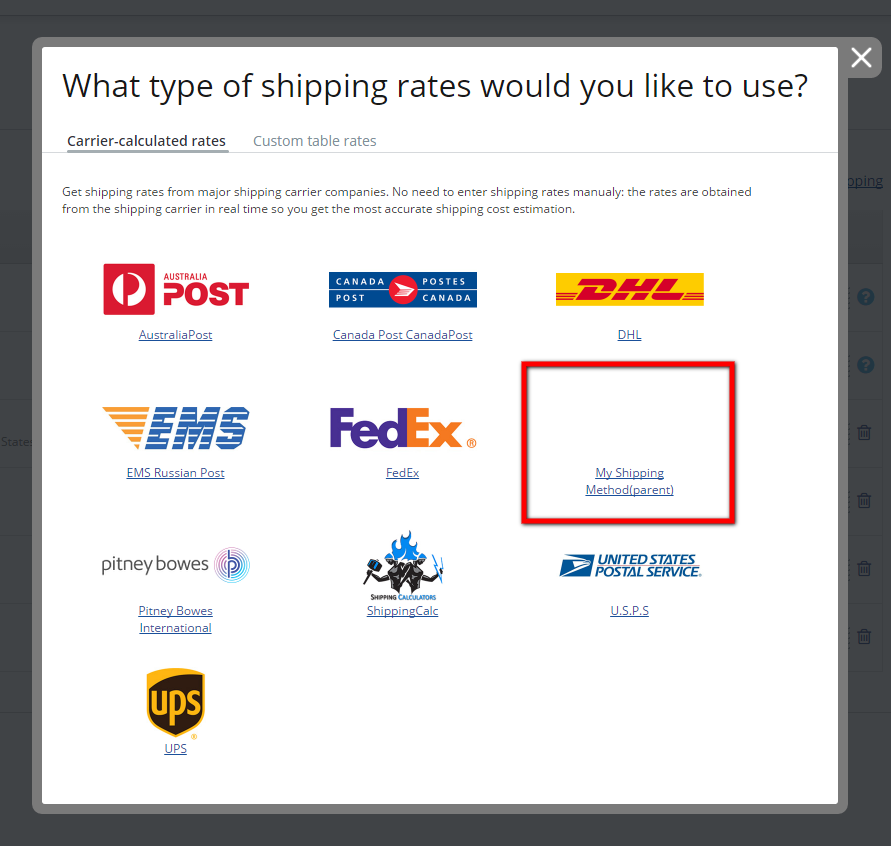 What type of shipping rates would you like to use?
Carrier-calculated rates
Custom table rates
Get shipping rates from major shipping carrier companies. No need to enter shipping rates manualy: the rates are obtained
from the shipping carrier in real time so you get the most accurate shipping cost estimation.
pping
AUSTRALIA
POST
CANADA POSTES
POST CANADA
DHL
AustraliaPost
Canada Post CanadaPost
DHL
EMS
FedEx®
EMS Russian Post
FedEx
My Shipping
Method(parent)
States
pitney bowes
SHIPPING CALCULATORS
UNITED STATES
POSTAL SERVICE.
Pitney Bowes
International
ShippingCalc
U.S.P.S
ups
UPS